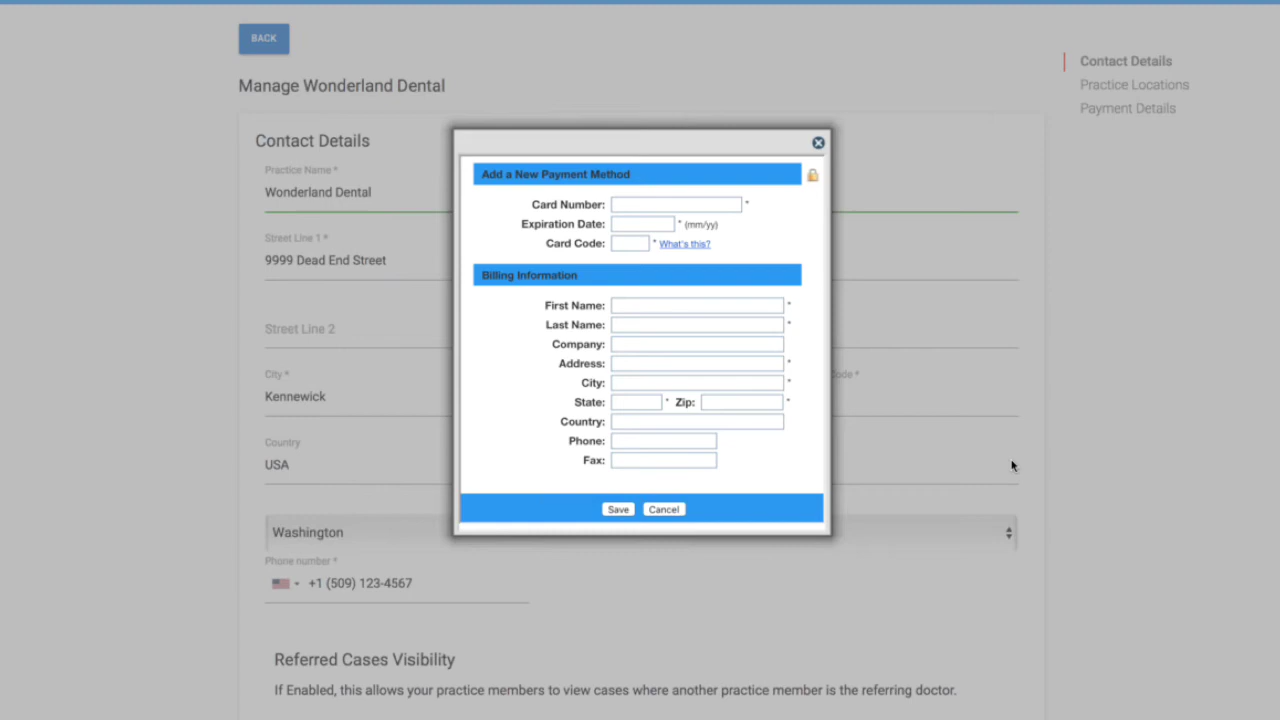 BACK
Manage Wonderland Dental
Contact Details
Practice Locations
Payment Details
Contact Details
Practice Name *
Wonderland Dental
Street Line 1 *
9999 Dead End Street
Street Line 2
City *
Code *
Kennewick
Country
USA
Washington
Phone number *
+1 (509) 123-4567
Referred Cases Visibility
If Enabled, this allows your practice members to view cases where another practice member is the referring doctor.
Add a New Payment Method
Card Number: *
Expiration Date: * (mm/yy)
Card Code: * What's this?
Billing Information
First Name: *
Last Name: *
Company:
Address: *
City: *
State: * Zip: *
Country:
Phone:
Fax:
Save Cancel